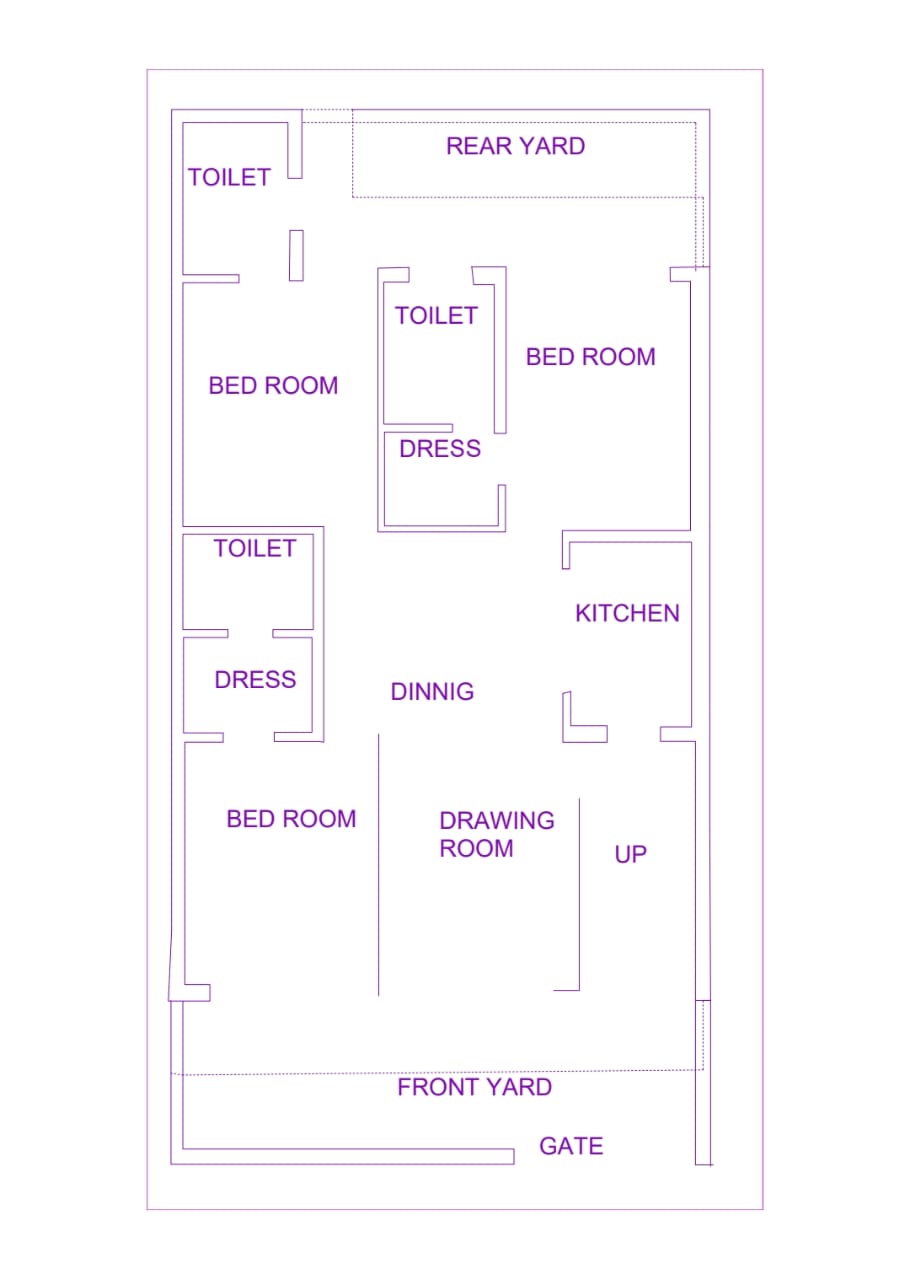 REAR YARD
TOILET
TOILET
BED ROOM
BED ROOM
DRESS
TOILET
KITCHEN
DRESS
DINNIG
BED ROOM
DRAWING
ROOM
UP
FRONT YARD
GATE